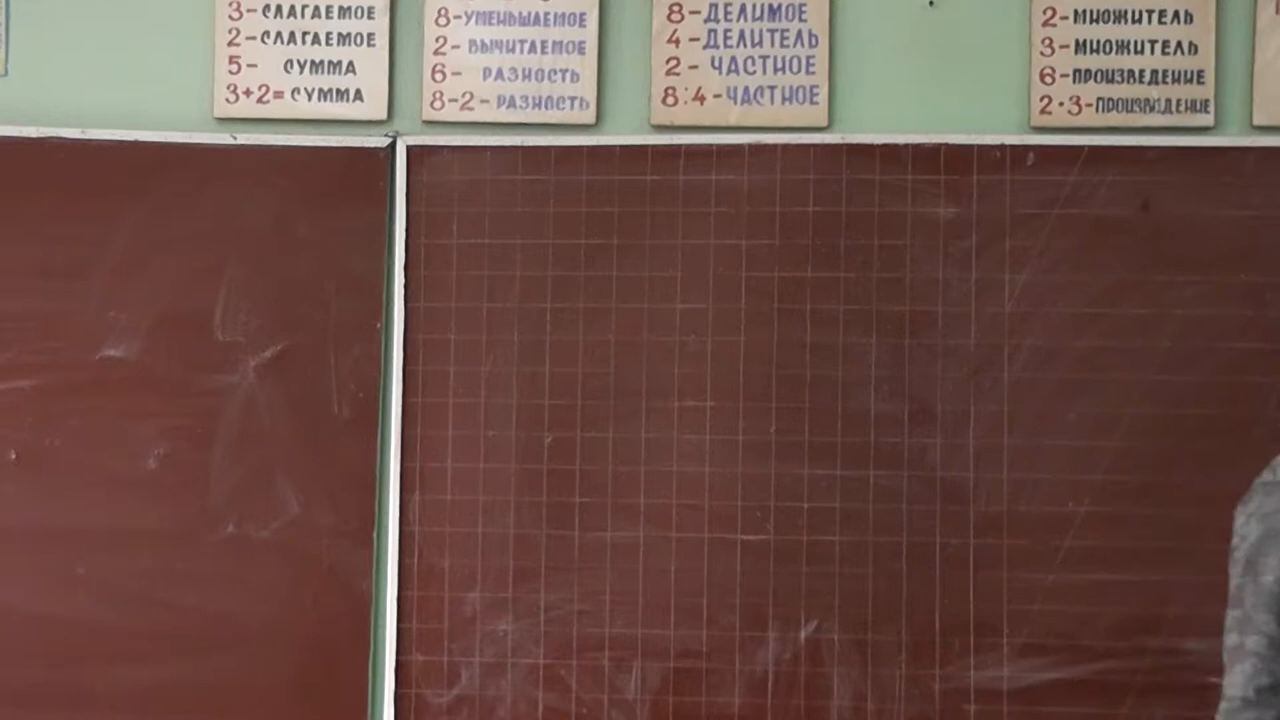 3-СЛАГАЕМОЕ
2-СЛАГАЕМОЕ
5- СУММА
3+2=СУММА
8-УМЕНЬШАЕМОЕ
2-ВЫЧИТАЕМОЕ
6- РАЗНОСТЬ
8-2-РАЗНОСТЬ
8-ДЕЛИМОЕ
4-ДЕЛИТЕЛЬ
2-ЧАСТНОЕ
8:4-ЧАСТНОЕ
2-МНОЖИТЕЛЬ
3-МНОЖИТЕЛЬ
6-ПРОИЗВЕДЕНИЕ
2·3-ПРОИЗВЕДЕНИЕ